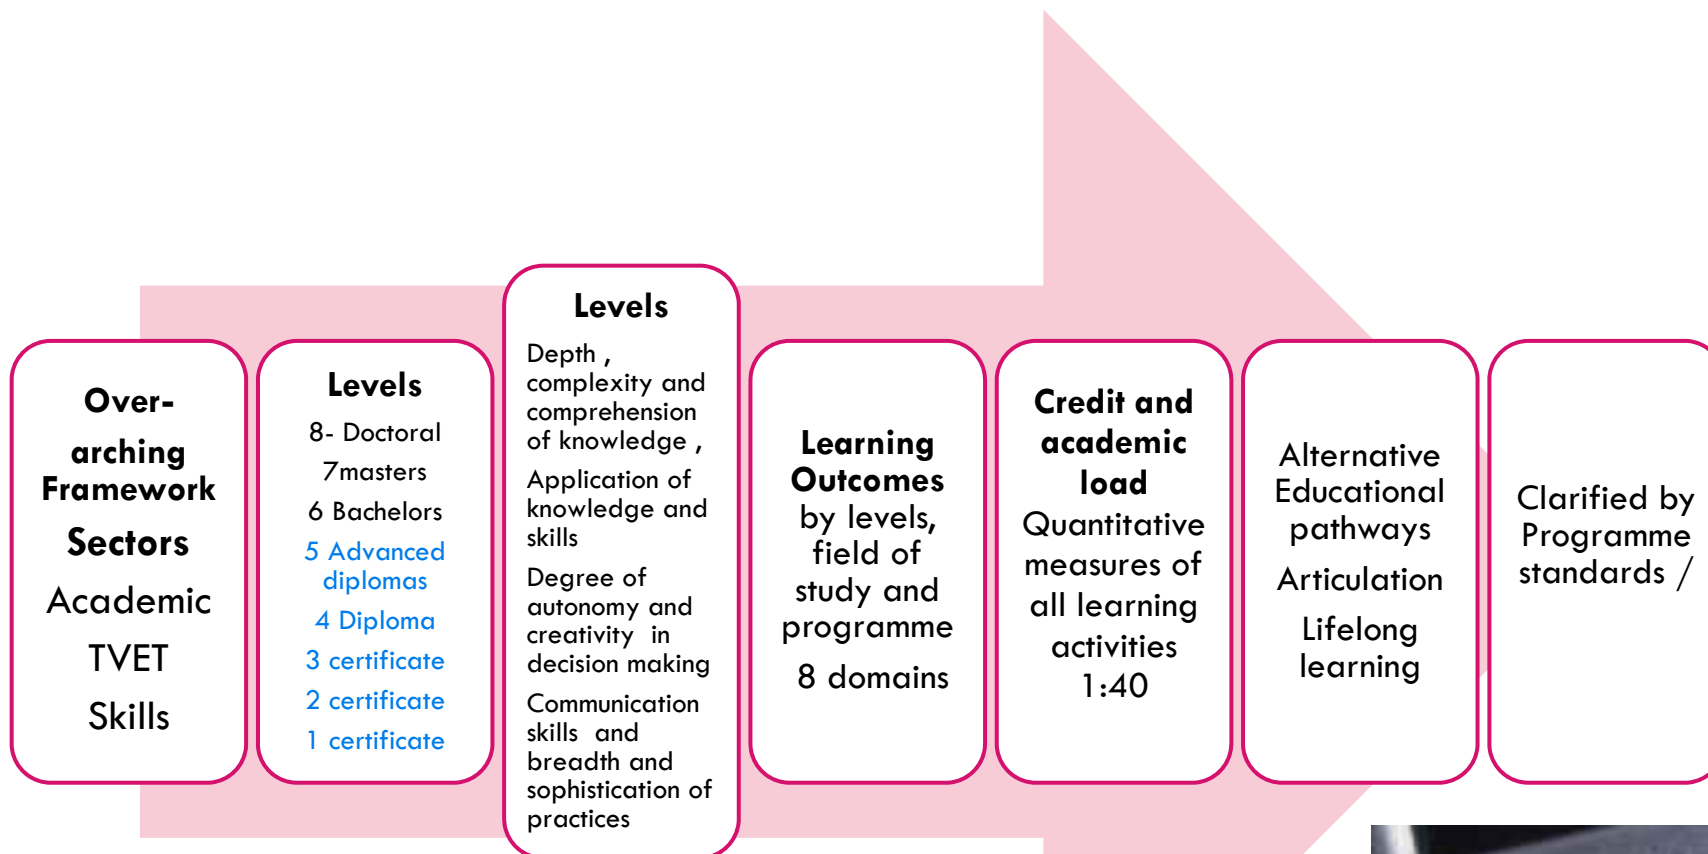 Over-
arching
Framework
Sectors
Academic
TVET
Skills
Levels
8- Doctoral
7masters
6 Bachelors
5 Advanced
diplomas
4 Diploma
3 certificate
2 certificate
1 certificate
Levels
Depth ,
complexity and
comprehension
of knowledge ,
Application of
knowledge and
skills
Degree of
autonomy and
creativity in
decision making
Communication
skills and
breadth and
sophistication of
practices
Learning
Outcomes
by levels,
field of
study and
programme
8 domains
Credit and
academic
load
Quantitative
measures of
all learning
activities
1:40
Alternative
Educational
pathways
Articulation
Lifelong
learning
Clarified by
Programme
standards /